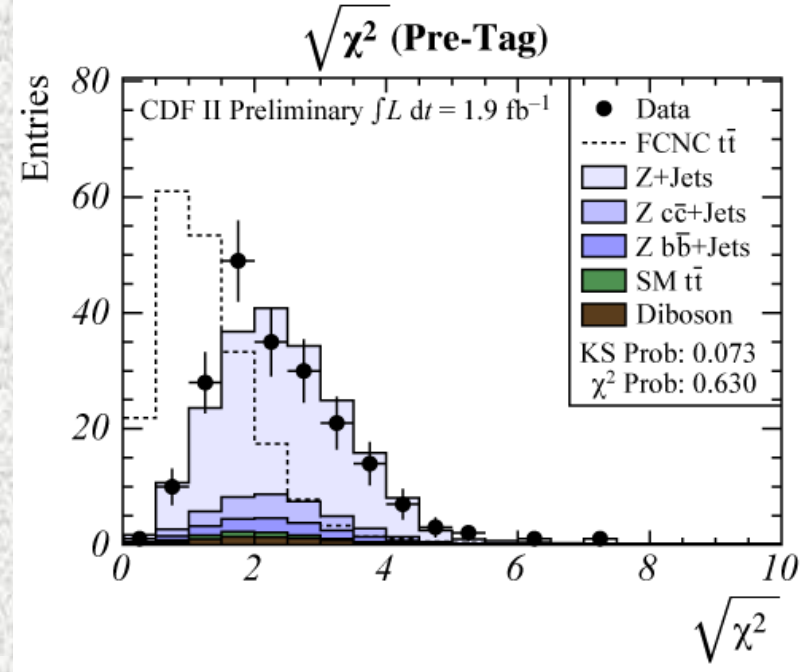 √χ² (Pre-Tag)
Entries
80
60
40
20
0
CDF II Preliminary ∫L dt = 1.9 fb⁻¹
Data
FCNC tt̄
Z+Jets
Z cc̄+Jets
Z bb̄+Jets
SM tt̄
Diboson
KS Prob: 0.073
χ² Prob: 0.630
0 2 4 6 8 10
√χ²